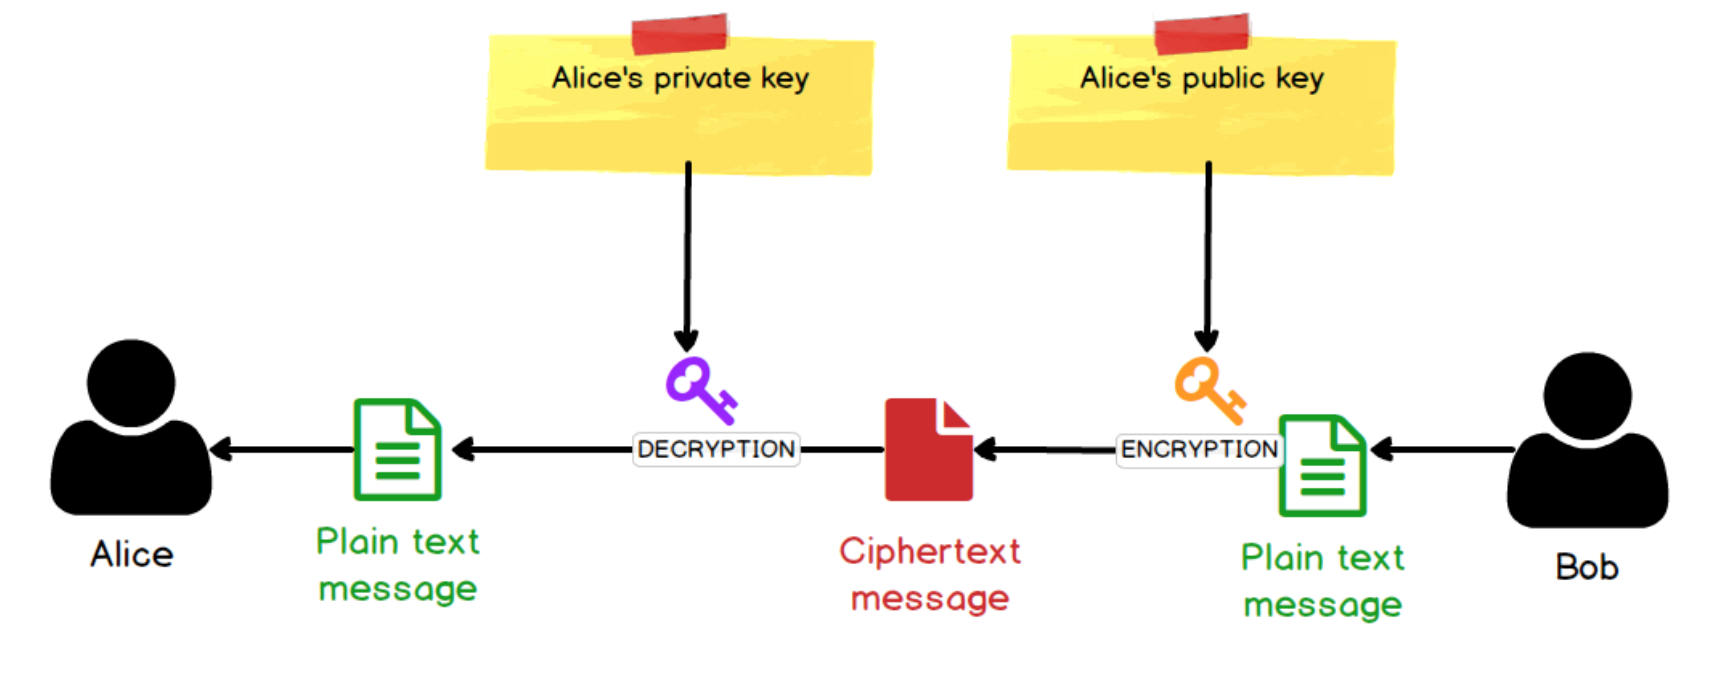 Alice's private key
Alice's public key
DECRYPTION
ENCRYPTION
Alice
Plain text
message
Ciphertext
message
Plain text
message
Bob